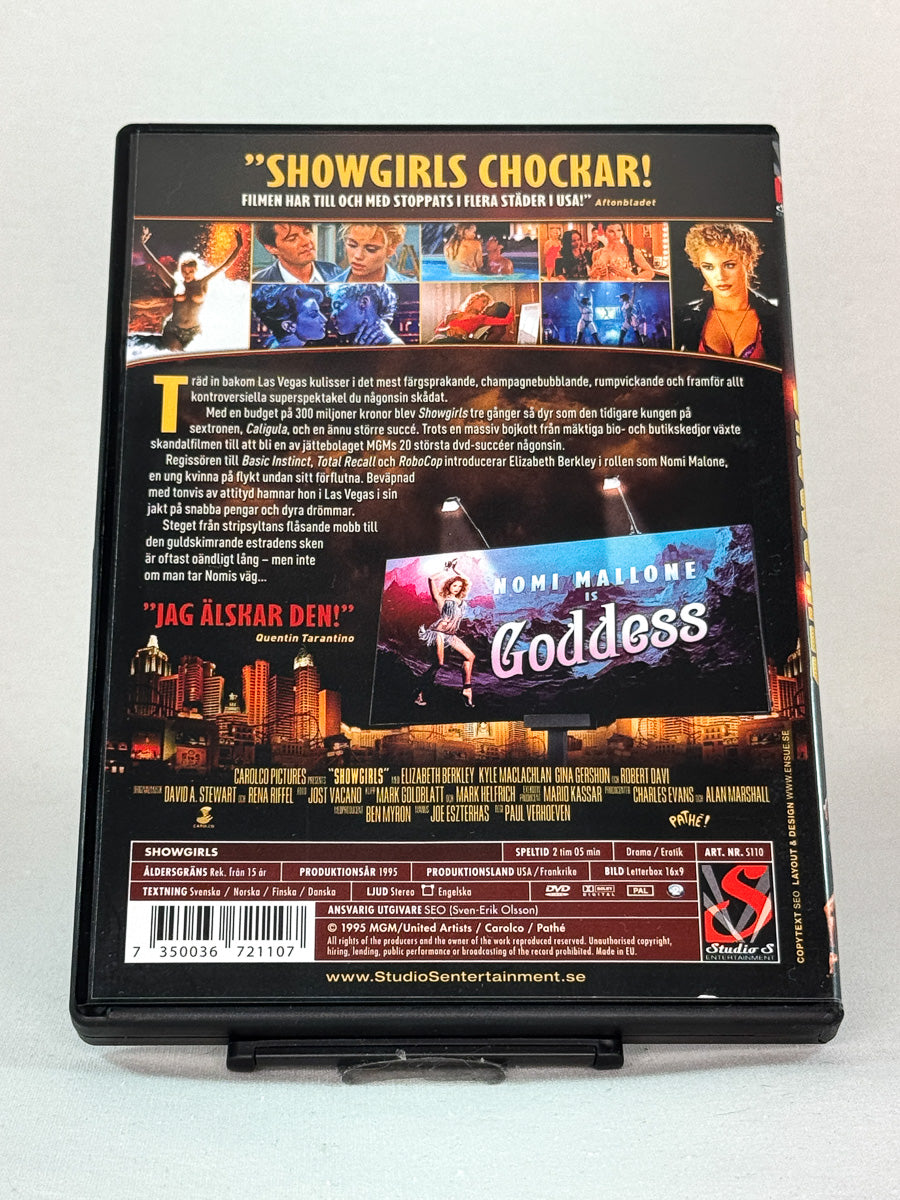 ”SHOWGIRLS CHOCKAR!
FILMEN HAR TILL OCH MED STOPPATS I FLERA STÄDER I USA!” Aftonbladet
Träd in bakom Las Vegas kulisser i det mest färgsprakande, champagnebubblande, rumpvickande och framför allt
kontroversiella superspektakel du någonsin skådat.
Med en budget på 300 miljoner kronor blev Showgirls tre gånger så dyr som den tidigare kungen på
sextronen, Caligula, och en ännu större succé. Trots en massiv bojkott från mäktiga bio- och butikskedjor växte
skandalfilmen till att bli en av jättebolaget MGMs 20 största dvd-succéer någonsin.
Regissören till Basic Instinct, Total Recall och RoboCop introducerar Elizabeth Berkley i rollen som Nomi Malone,
en ung kvinna på flykt undan sitt förflutna. Beväpnad
med tonvis av attityd hamnar hon i Las Vegas i sin
jakt på snabba pengar och dyra drömmar.
Steget från stripsyltans flåsande mobb till
den guldskimrande estradens sken
är oftast oändligt lång – men inte
om man tar Nomis väg...
”JAG ÄLSKAR DEN!”
Quentin Tarantino
NOMI MALLONE
IS
Goddess
CAROLCO PICTURES PRESENTS "SHOWGIRLS" ELIZABETH BERKLEY KYLE MACLACHLAN GINA GERSHON OCH ROBERT DAVI
DAVID A. STEWART OCH RENA RIFFEL FOTO JOST VACANO KLIPP MARK GOLDBLATT OCH MARK HELFRICH EXECUTIVE PRODUCENT MARIO KASSAR PRODUCENTER CHARLES EVANS OCH ALAN MARSHALL
BEN MYRON MANUS JOE ESZTERHAS REGI PAUL VERHOEVEN
CAROLCO
PATHÉ!
SHOWGIRLS SPELTID 2 tim 05 min Drama / Erotik ART. NR. S110
ÅLDERSGRÄNS Rek. från 15 år PRODUKTIONSÅR 1995 PRODUKTIONSLAND USA/Frankrike BILD Letterbox 16x9
TEXTNING Svenska / Norska / Finska / Danska LJUD Stereo Engelska DVD DOLBY DIGITAL PAL
ANSVARIG UTGIVARE SEO (Sven-Erik Olsson)
© 1995 MGM/United Artists / Carolco / Pathé
All rights of the producers and the owner of the work reproduced reserved. Unauthorised copyright,
hiring, lending, public performance or broadcasting of the record prohibited. Made in EU.
7 350036 721107
S
Studio S
ENTERTAINMENT
www.StudioSentertainment.se
COPYTEXT SEO LAYOUT & DESIGN WWW.ENSUE.SE